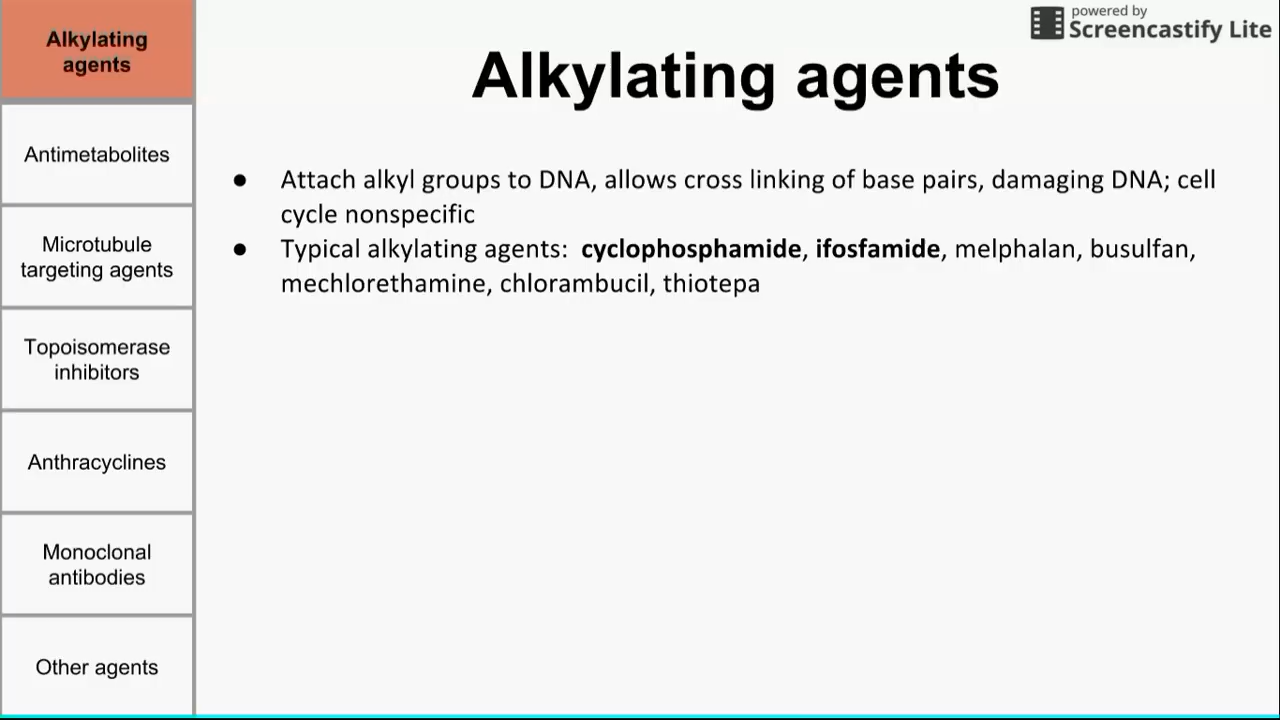 Alkylating
agents
Antimetabolites
Microtubule
targeting agents
Topoisomerase
inhibitors
Anthracyclines
Monoclonal
antibodies
Other agents
powered by
Screencastify Lite
Alkylating agents
● Attach alkyl groups to DNA, allows cross linking of base pairs, damaging DNA; cell
cycle nonspecific
● Typical alkylating agents: cyclophosphamide, ifosfamide, melphalan, busulfan,
mechlorethamine, chlorambucil, thiotepa